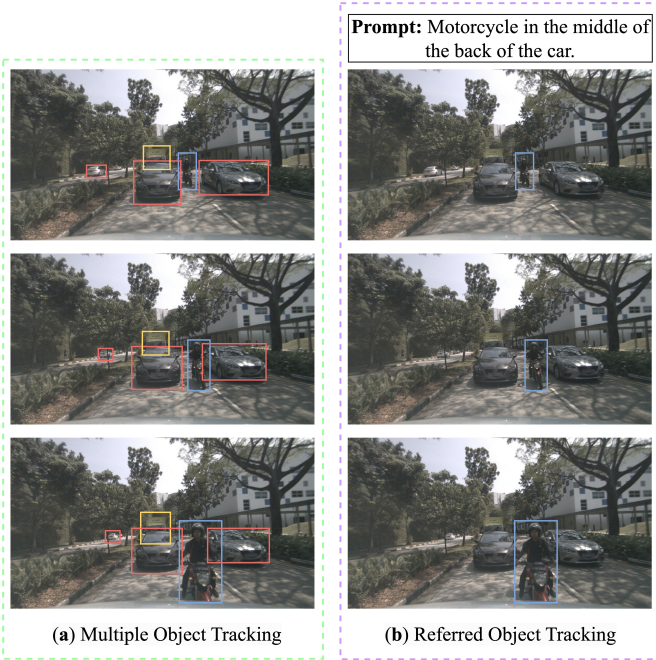 Prompt: Motorcycle in the middle of
the back of the car.
(a) Multiple Object Tracking
(b) Referred Object Tracking